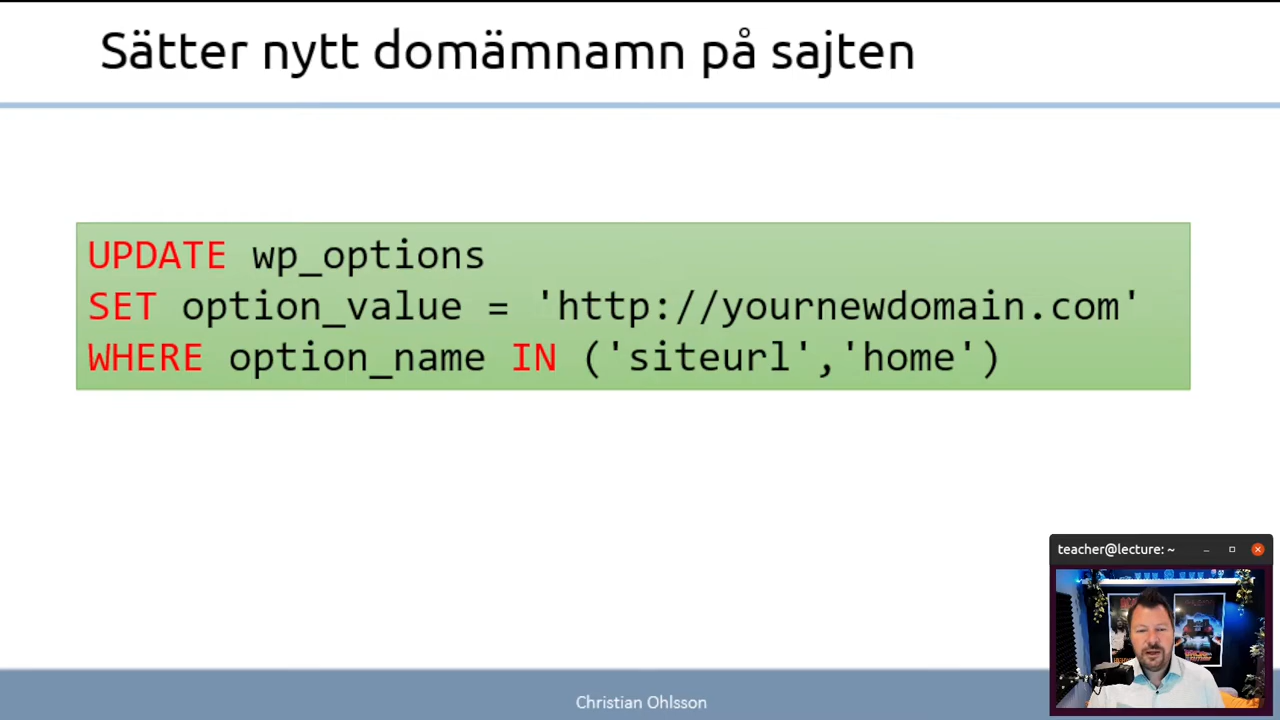 Sätter nytt domämnamn på sajten
UPDATE wp_options
SET option_value = 'http://yournewdomain.com'
WHERE option_name IN ('siteurl','home')
teacher@lecture: ~
Christian Ohlsson